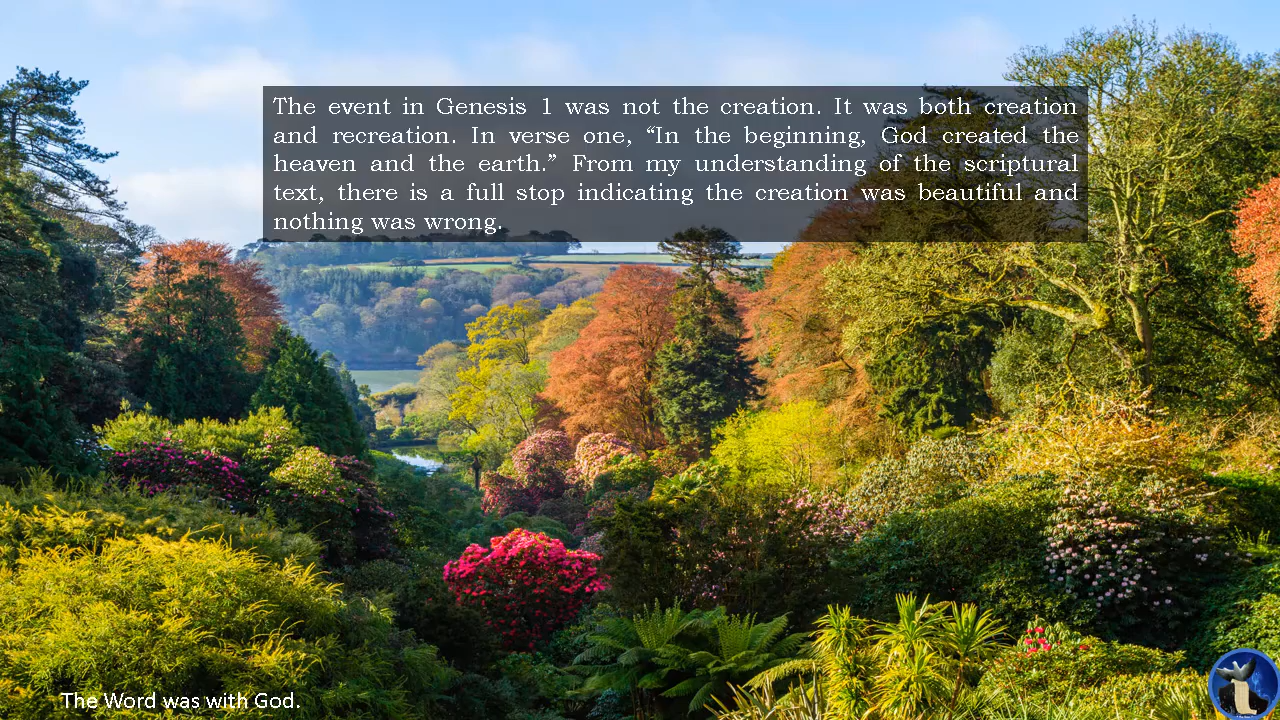 The event in Genesis 1 was not the creation. It was both creation
and recreation. In verse one, “In the beginning, God created the
heaven and the earth.” From my understanding of the scriptural
text, there is a full stop indicating the creation was beautiful and
nothing was wrong.
The Word was with God.